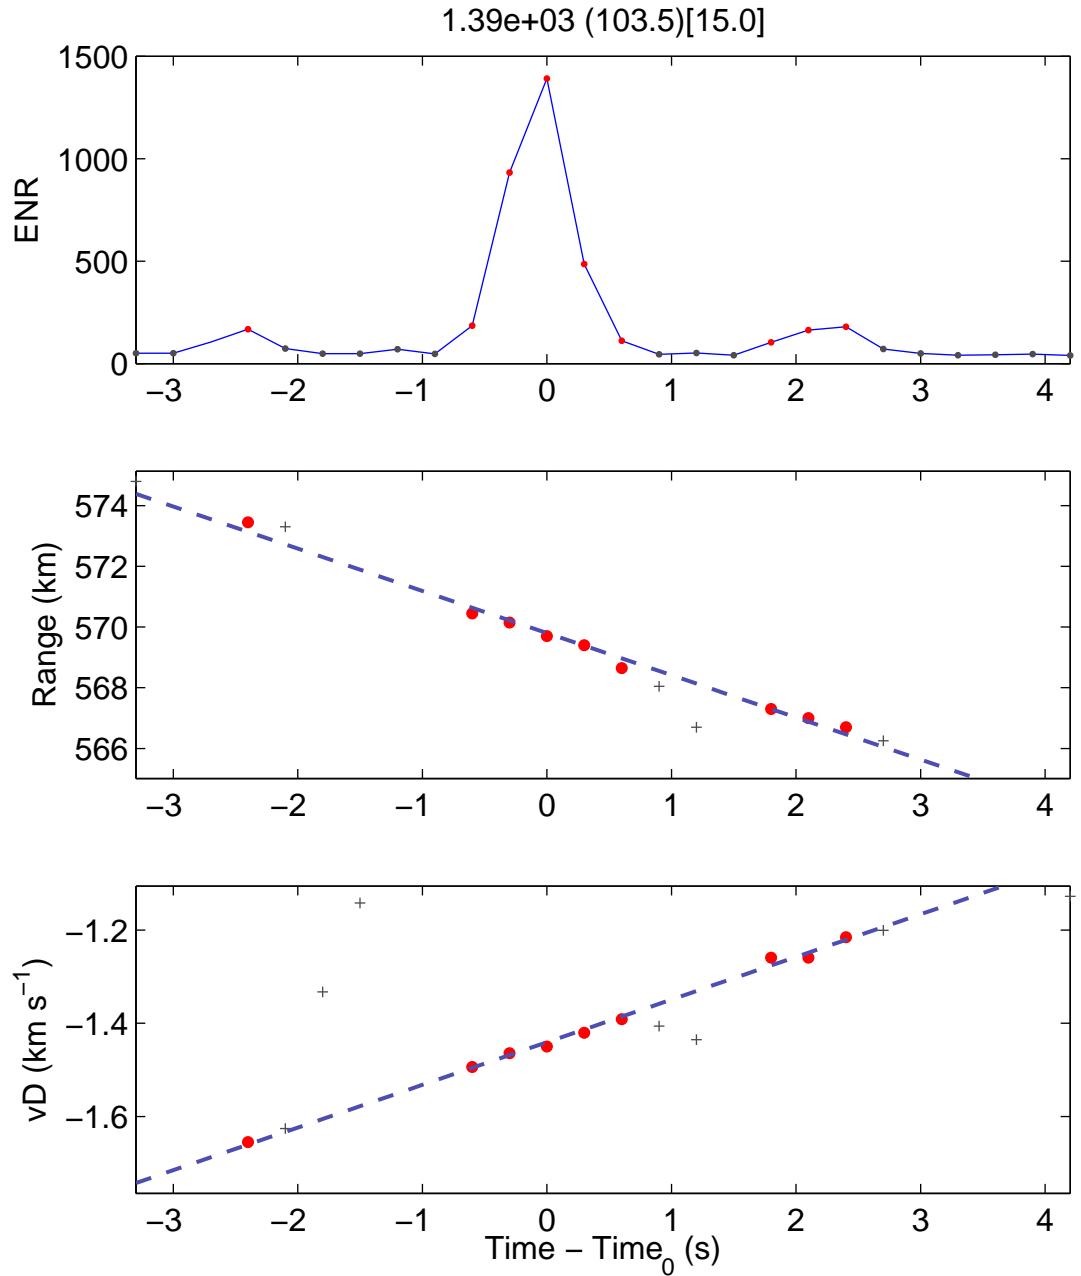 1.39e+03 (103.5)[15.0]
1500
1000
500
0
ENR
−3 −2 −1 0 1 2 3 4
574
572
570
568
566
Range (km)
−3 −2 −1 0 1 2 3 4
−1.2
−1.4
−1.6
vD (km s⁻¹)
−3 −2 −1 0 1 2 3 4
Time − Time₀ (s)